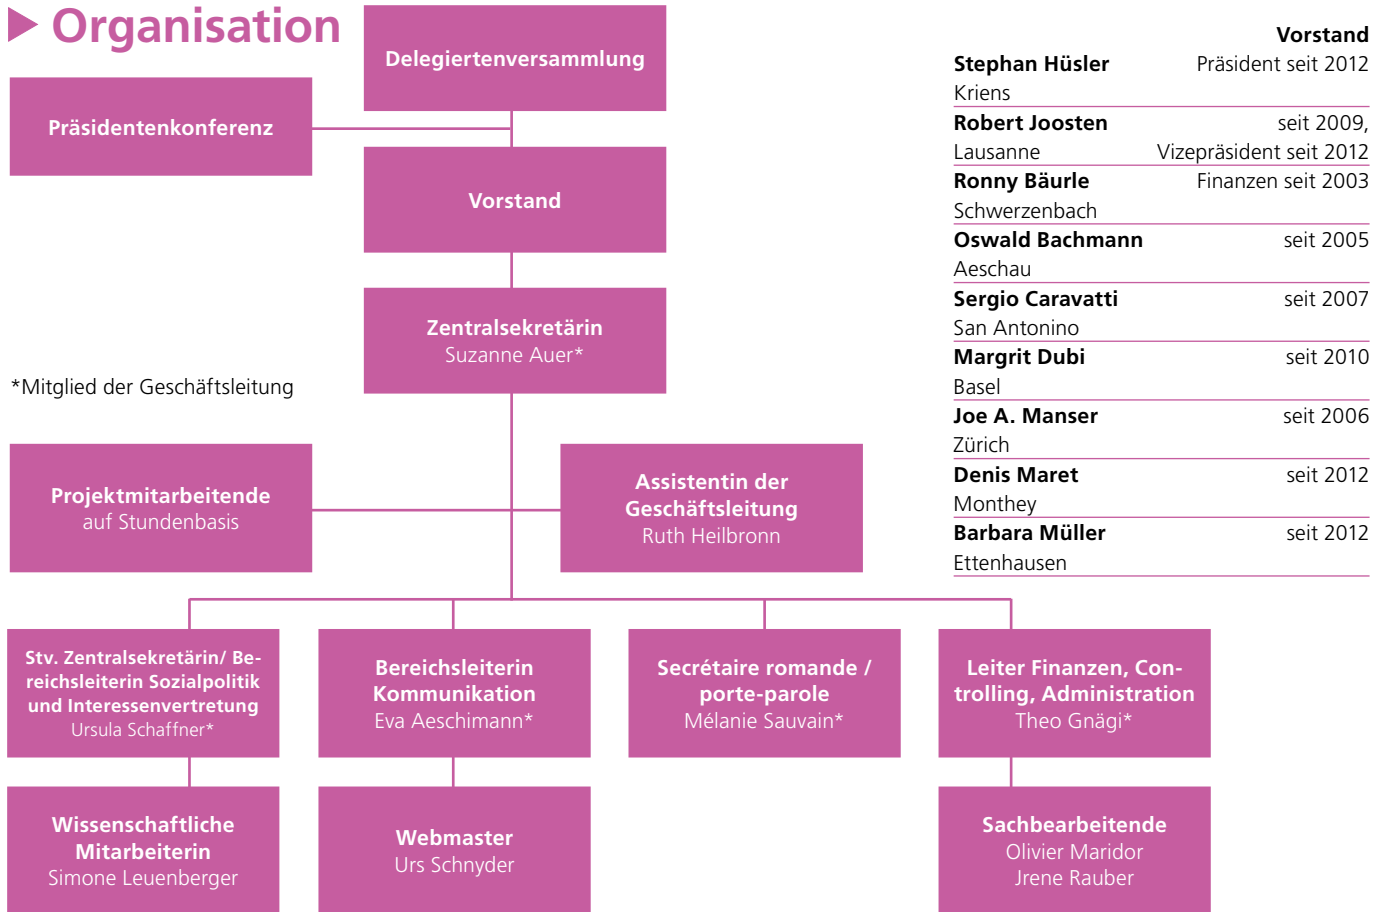 Organisation
Delegiertenversammlung
Präsidentenkonferenz
Vorstand
Zentralsekretärin
Suzanne Auer*
*Mitglied der Geschäftsleitung
Projektmitarbeitende
auf Stundenbasis
Assistentin der
Geschäftsleitung
Ruth Heilbronn
Stv. Zentralsekretärin/ Be-
reichsleiterin Sozialpolitik
und Interessenvertretung
Ursula Schaffner*
Bereichsleiterin
Kommunikation
Eva Aeschimann*
Secrétaire romande /
porte-parole
Mélanie Sauvain*
Leiter Finanzen, Con-
trolling, Administration
Theo Gnägi*
Wissenschaftliche
Mitarbeiterin
Simone Leuenberger
Webmaster
Urs Schnyder
Sachbearbeitende
Olivier Maridor
Jrene Rauber
Vorstand
Stephan Hüsler Präsident seit 2012
Kriens
Robert Joosten seit 2009,
Lausanne Vizepräsident seit 2012
Ronny Bäurle Finanzen seit 2003
Schwerzenbach
Oswald Bachmann seit 2005
Aeschau
Sergio Caravatti seit 2007
San Antonino
Margrit Dubi seit 2010
Basel
Joe A. Manser seit 2006
Zürich
Denis Maret seit 2012
Monthey
Barbara Müller seit 2012
Ettenhausen